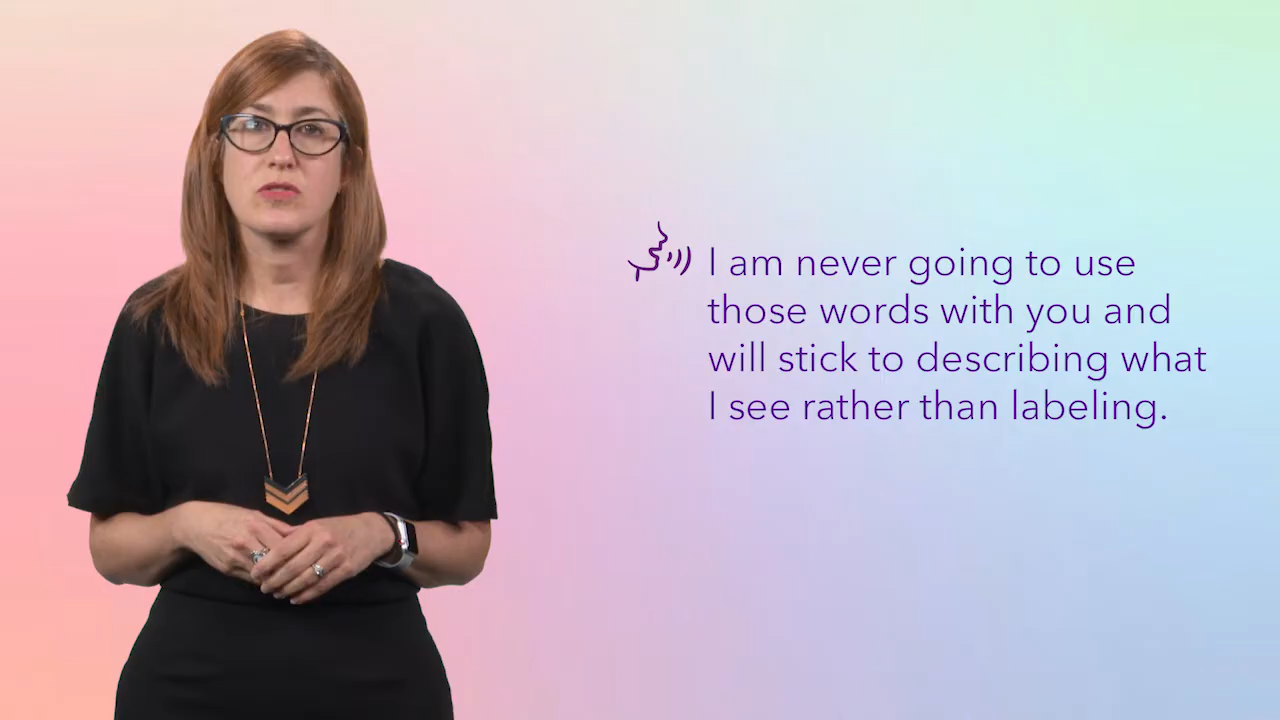 I am never going to use
those words with you and
will stick to describing what
I see rather than labeling.